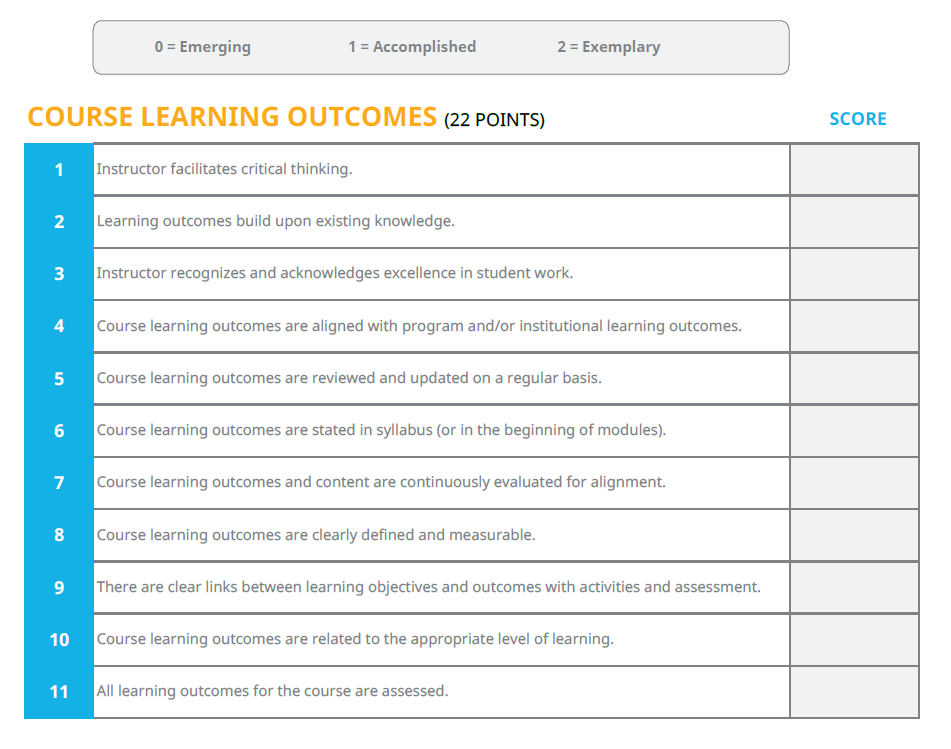 0 = Emerging 1 = Accomplished 2 = Exemplary
COURSE LEARNING OUTCOMES (22 POINTS) SCORE
1 Instructor facilitates critical thinking.
2 Learning outcomes build upon existing knowledge.
3 Instructor recognizes and acknowledges excellence in student work.
4 Course learning outcomes are aligned with program and/or institutional learning outcomes.
5 Course learning outcomes are reviewed and updated on a regular basis.
6 Course learning outcomes are stated in syllabus (or in the beginning of modules).
7 Course learning outcomes and content are continuously evaluated for alignment.
8 Course learning outcomes are clearly defined and measurable.
9 There are clear links between learning objectives and outcomes with activities and assessment.
10 Course learning outcomes are related to the appropriate level of learning.
11 All learning outcomes for the course are assessed.